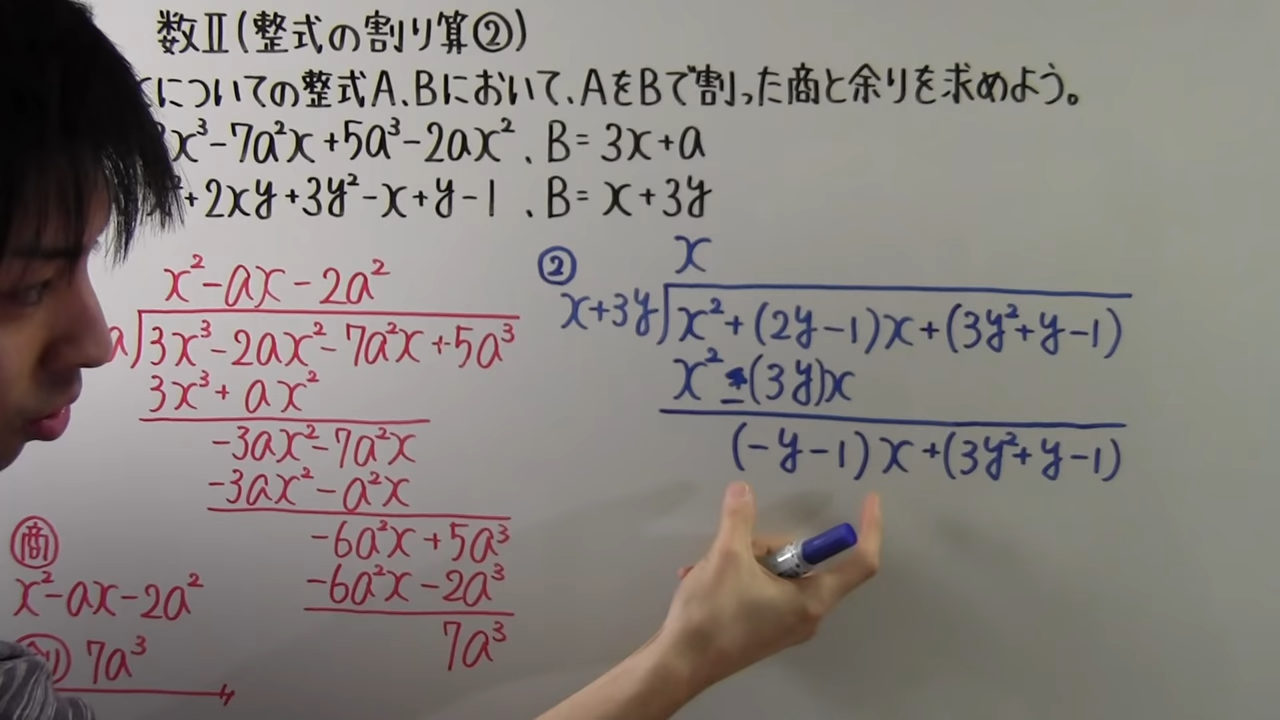 数Ⅱ(整式の割り算②)
についての整式A、Bにおいて、AをBで割った商と余りを求めよう。
x³-7a²x+5a³-2ax²、B=3x+a
+2xy+3y²-x+y-1、B=x+3y
x²-ax-2a²
a)3x³-2ax²-7a²x+5a³
3x³+ax²
-3ax²-7a²x
-3ax²-a²x
-6a²x+5a³
-6a²x-2a³
7a³
商
x²-ax-2a²
7a³
②
x
x+3y)x²+(2y-1)x+(3y²+y-1)
x² (3y)x
(-y-1)x+(3y²+y-1)